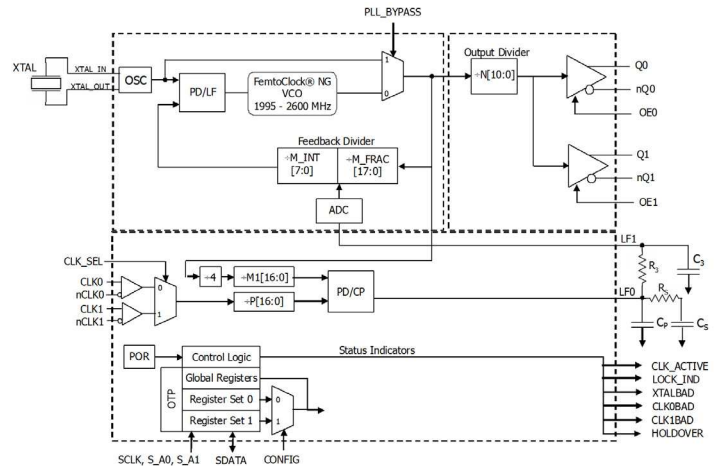 PLL_BYPASS
XTAL
XTAL_IN
XTAL_OUT
OSC
PD/LF
FemtoClock® NG
VCO
1995 - 2600 MHz
1
0
Output Divider
÷N[10:0]
Q0
nQ0
OE0
Q1
nQ1
OE1
Feedback Divider
÷M_INT
[7:0]
÷M_FRAC
[17:0]
ADC
LF1
CLK_SEL
CLK0
nCLK0
CLK1
nCLK1
0
1
÷4
÷M1[16:0]
÷P[16:0]
PD/CP
LF0
R3
C3
RS
CP
CS
POR
Control Logic
Status Indicators
OTP
Global Registers
Register Set 0
Register Set 1
0
1
CLK_ACTIVE
LOCK_IND
XTALBAD
CLK0BAD
CLK1BAD
HOLDOVER
SCLK, S_A0, S_A1
SDATA
CONFIG